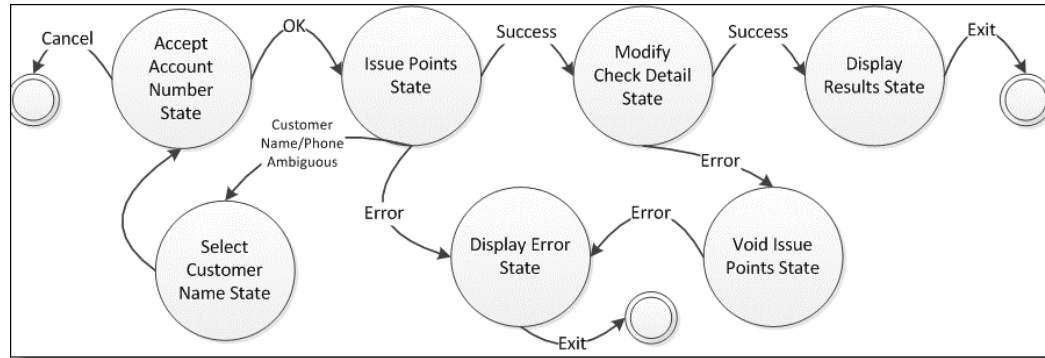 Cancel
Accept
Account
Number
State
OK
Issue Points
State
Success
Modify
Check Detail
State
Success
Display
Results State
Exit
Customer
Name/Phone
Ambiguous
Error
Error
Select
Customer
Name State
Display Error
State
Error
Void Issue
Points State
Exit